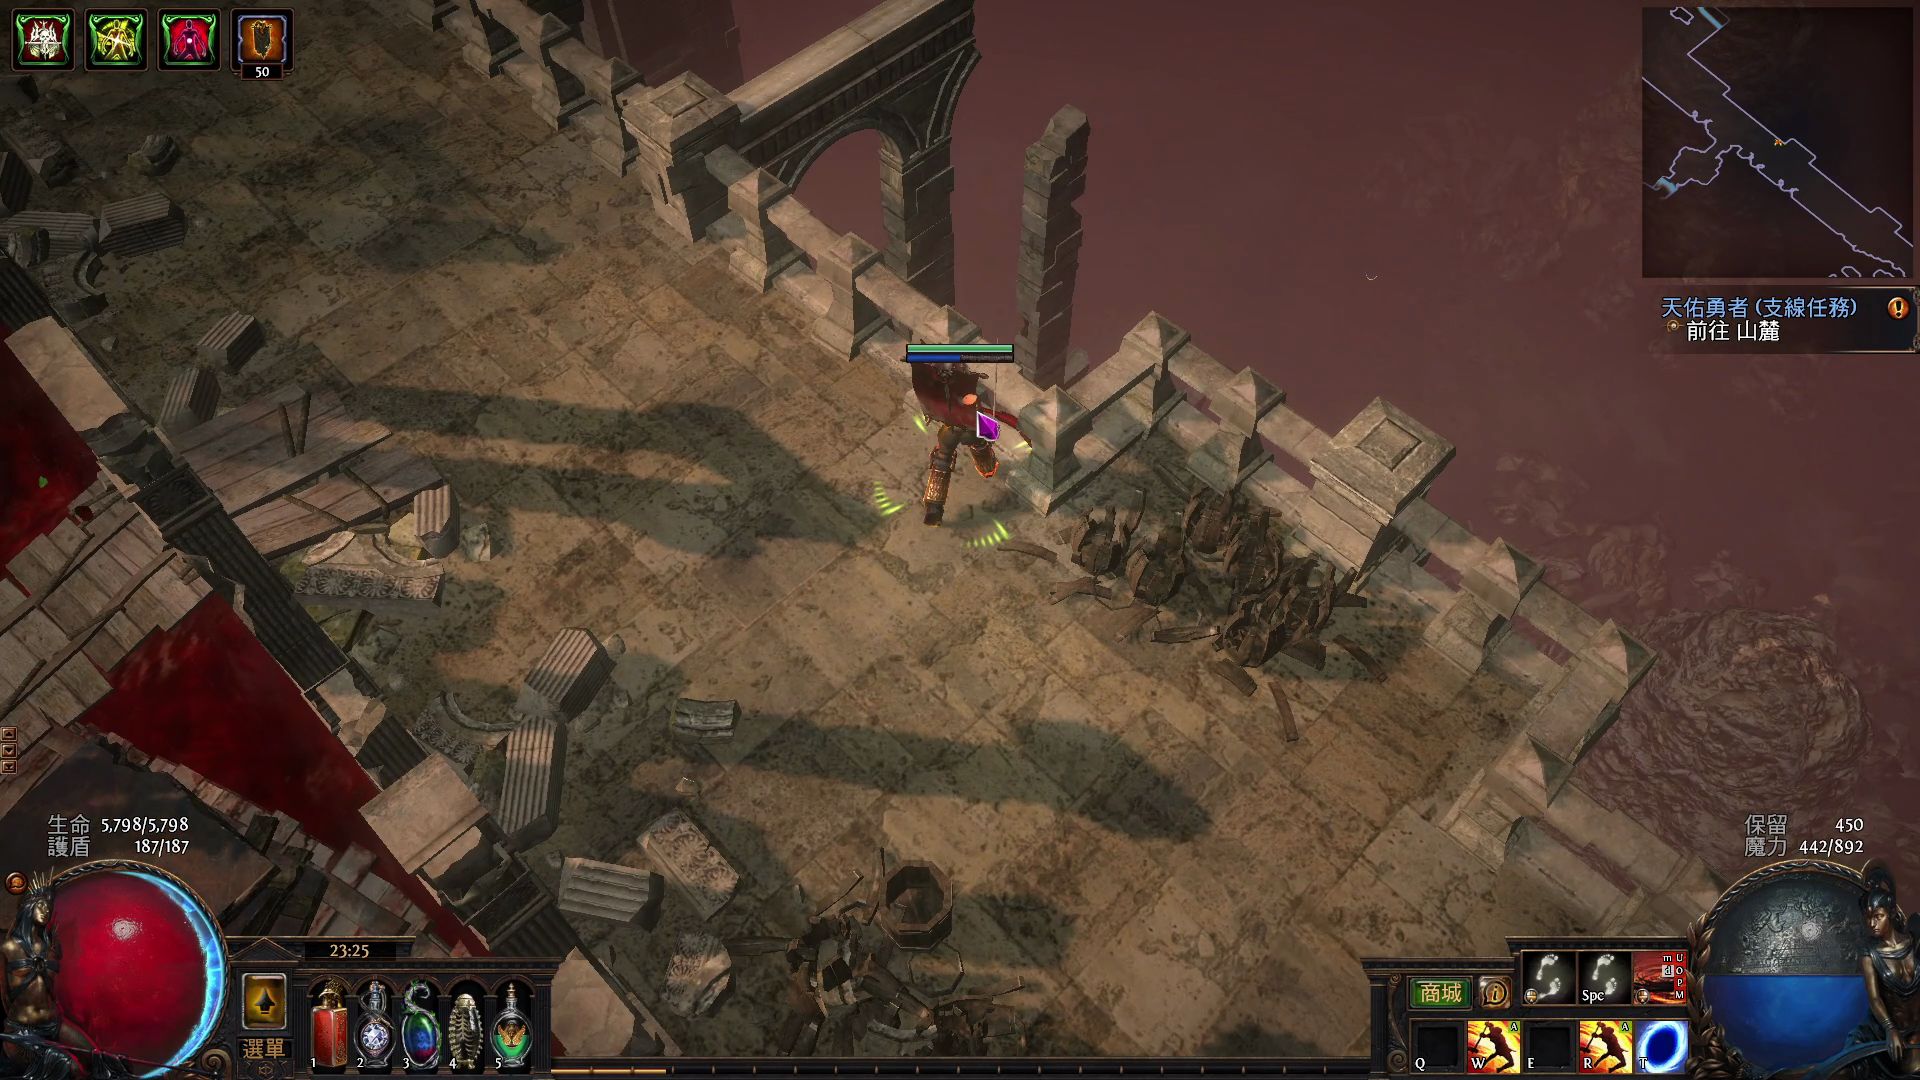 50
天佑勇者 (支線任務)
前往 山麓
生命 5,798/5,798
護盾 187/187
保留 450
魔力 442/892
23:25
選單
1
2
3
4
5
商城
Spc
m U
d O
P
M
Q
W A
E
R A
T